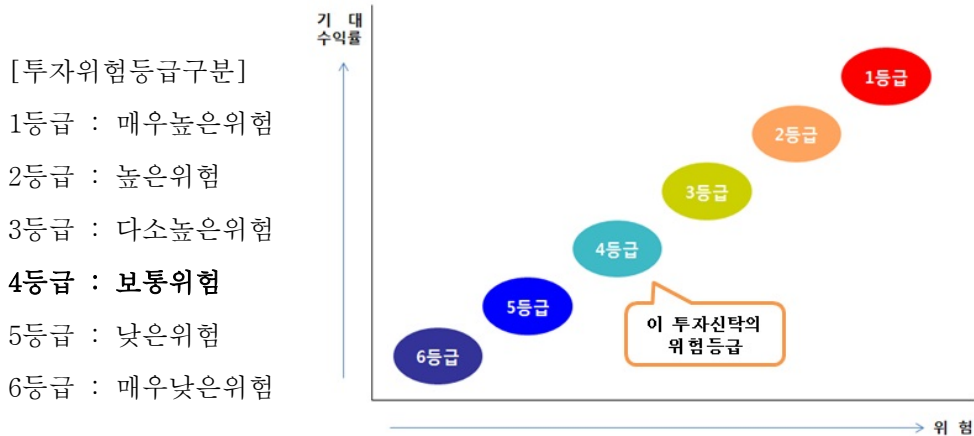 [투자위험등급구분]
1등급 : 매우높은위험
2등급 : 높은위험
3등급 : 다소높은위험
4등급 : 보통위험
5등급 : 낮은위험
6등급 : 매우낮은위험
기 대
수익률
1등급
2등급
3등급
4등급
5등급
6등급
이 투자신탁의
위험등급
위 험